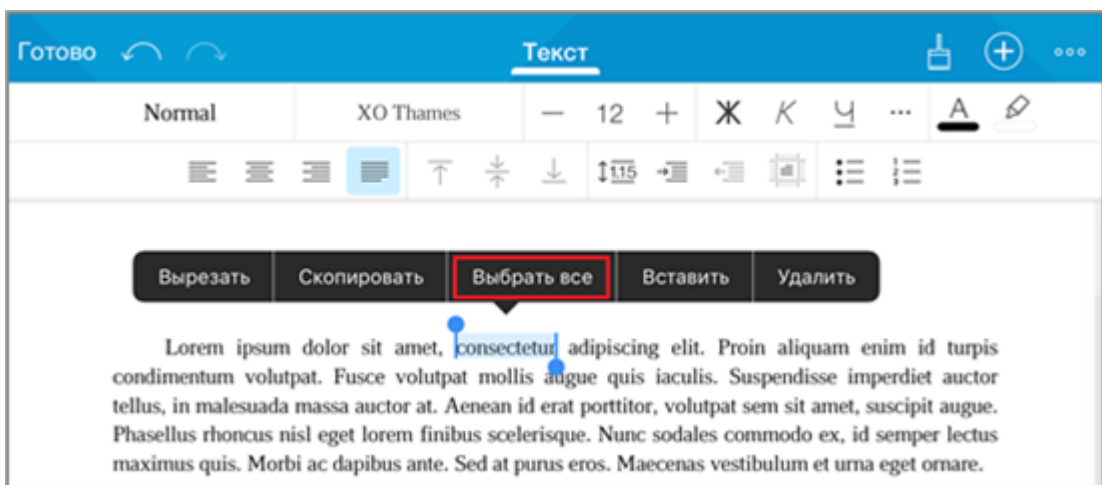 Готово Текст
Normal XO Thames — 12 + Ж К Ч ... А
1,15
Вырезать Скопировать Выбрать все Вставить Удалить
Lorem ipsum dolor sit amet, consectetur adipiscing elit. Proin aliquam enim id turpis
condimentum volutpat. Fusce volutpat mollis augue quis iaculis. Suspendisse imperdiet auctor
tellus, in malesuada massa auctor at. Aenean id erat porttitor, volutpat sem sit amet, suscipit augue.
Phasellus rhoncus nisl eget lorem finibus scelerisque. Nunc sodales commodo ex, id semper lectus
maximus quis. Morbi ac dapibus ante. Sed at purus eros. Maecenas vestibulum et urna eget ornare.